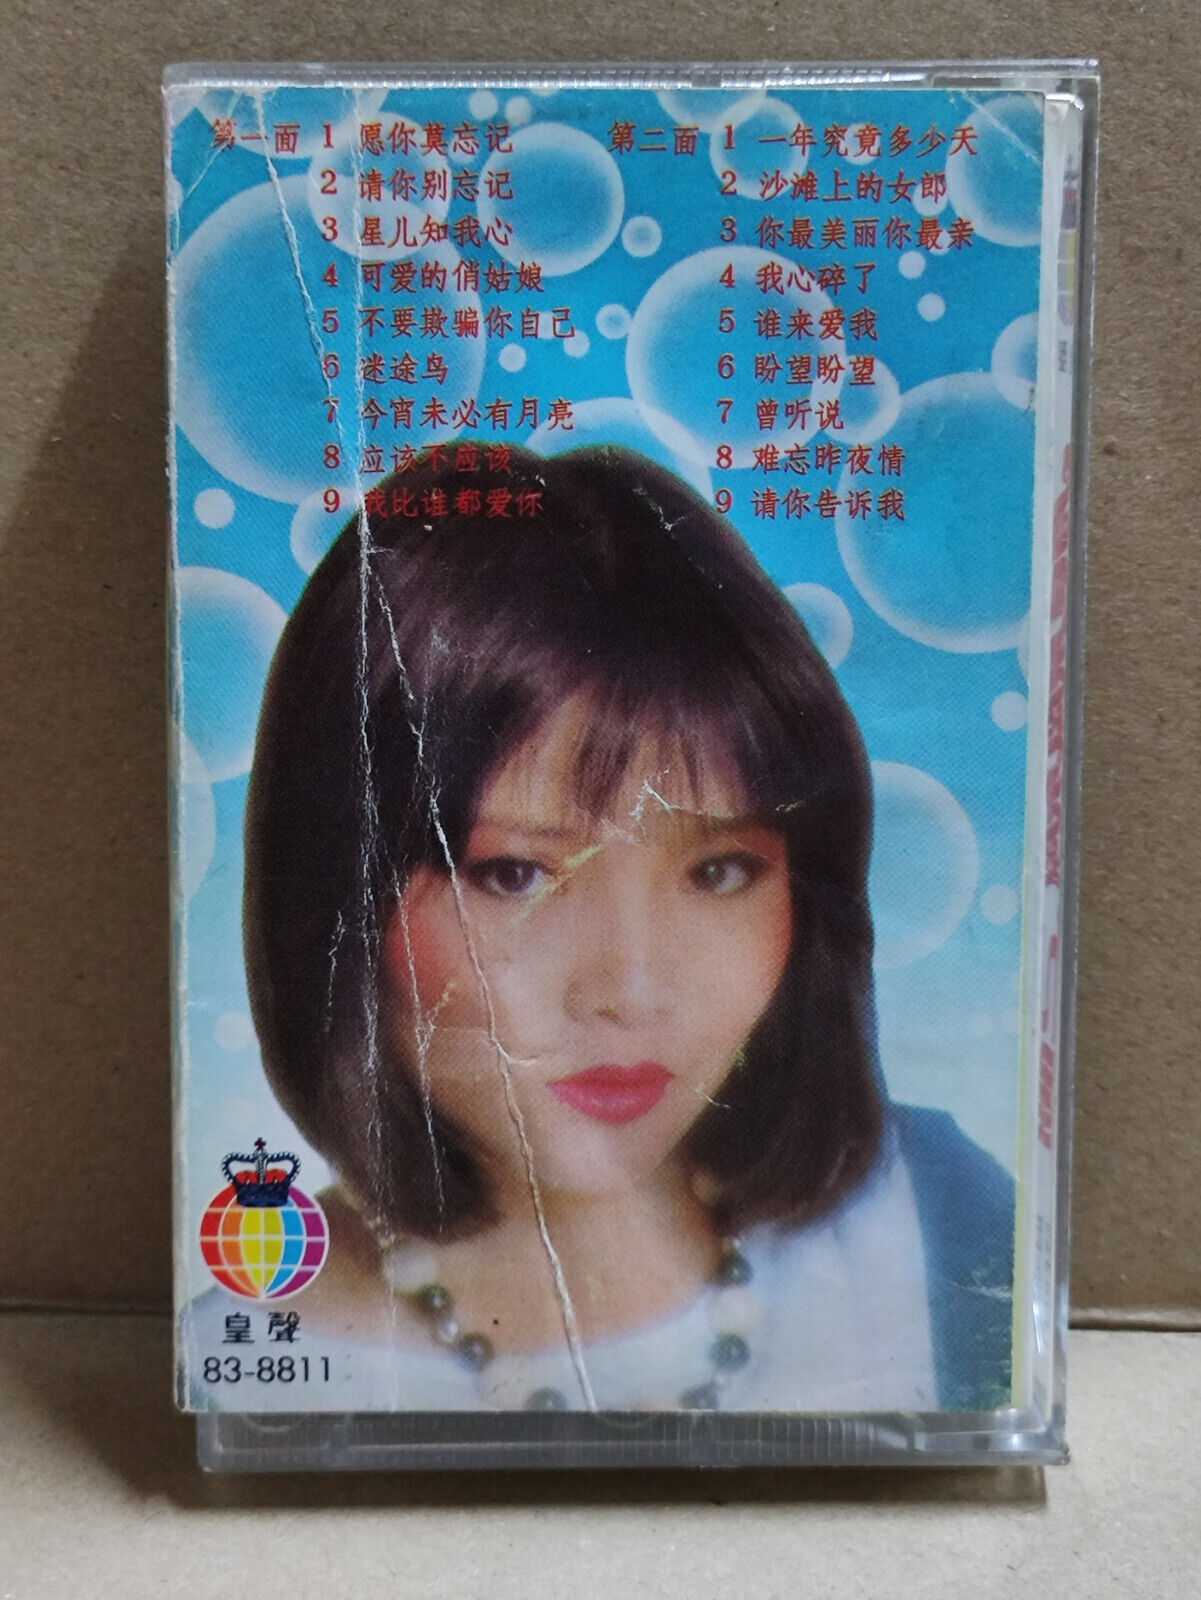 第一面 1 愿你莫忘记
2 请你别忘记
3 星儿知我心
4 可爱的俏姑娘
5 不要欺骗你自己
6 迷途鸟
7 今宵未必有月亮
8 应该不应该
9 我比谁都爱你
第二面 1 一年究竟多少天
2 沙滩上的女郎
3 你最美丽你最亲
4 我心碎了
5 谁来爱我
6 盼望盼望
7 曾听说
8 难忘昨夜情
9 请你告诉我
皇聲
83-8811